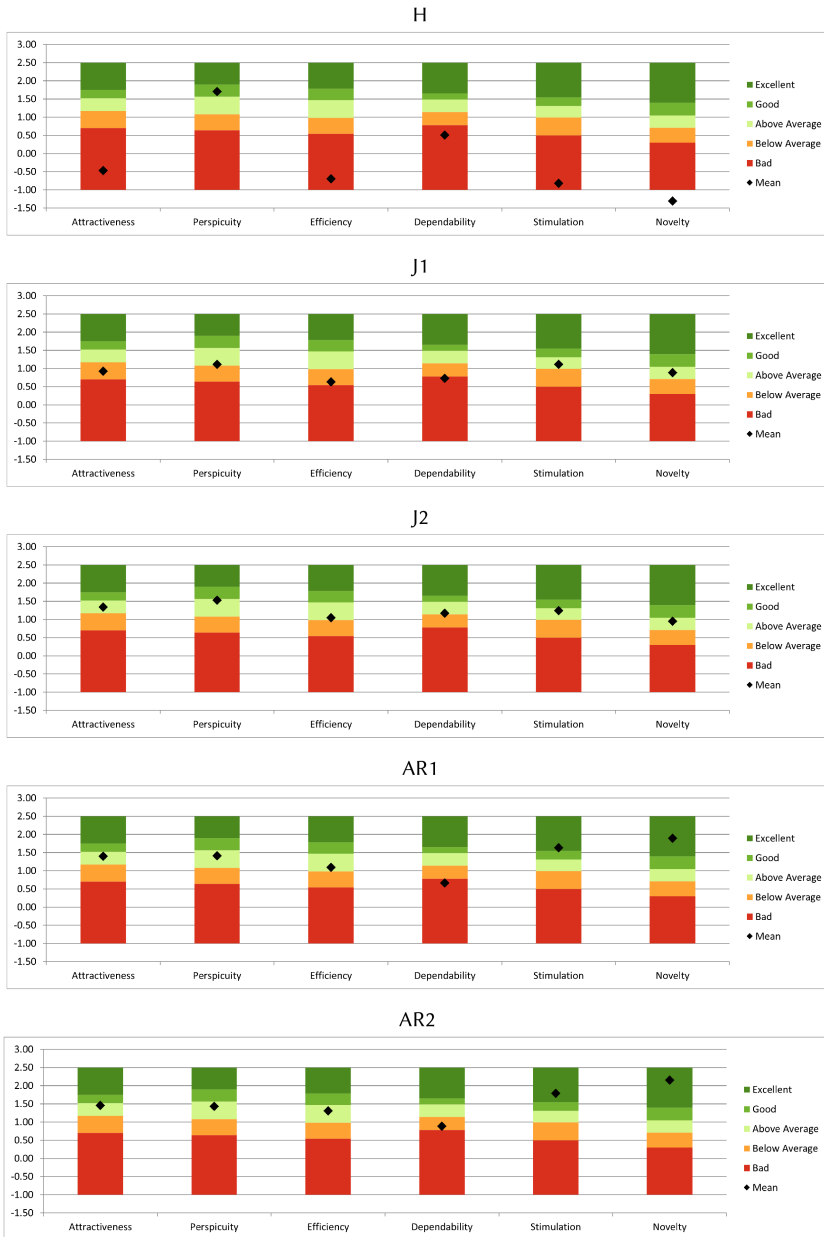 H
3.00
2.50
2.00
1.50
1.00
0.50
0.00
-0.50
-1.00
-1.50
Attractiveness Perspicuity Efficiency Dependability Stimulation Novelty
Excellent
Good
Above Average
Below Average
Bad
Mean
J1
3.00
2.50
2.00
1.50
1.00
0.50
0.00
-0.50
-1.00
-1.50
Attractiveness Perspicuity Efficiency Dependability Stimulation Novelty
Excellent
Good
Above Average
Below Average
Bad
Mean
J2
3.00
2.50
2.00
1.50
1.00
0.50
0.00
-0.50
-1.00
-1.50
Attractiveness Perspicuity Efficiency Dependability Stimulation Novelty
Excellent
Good
Above Average
Below Average
Bad
Mean
AR1
3.00
2.50
2.00
1.50
1.00
0.50
0.00
-0.50
-1.00
-1.50
Attractiveness Perspicuity Efficiency Dependability Stimulation Novelty
Excellent
Good
Above Average
Below Average
Bad
Mean
AR2
3.00
2.50
2.00
1.50
1.00
0.50
0.00
-0.50
-1.00
-1.50
Attractiveness Perspicuity Efficiency Dependability Stimulation Novelty
Excellent
Good
Above Average
Below Average
Bad
Mean